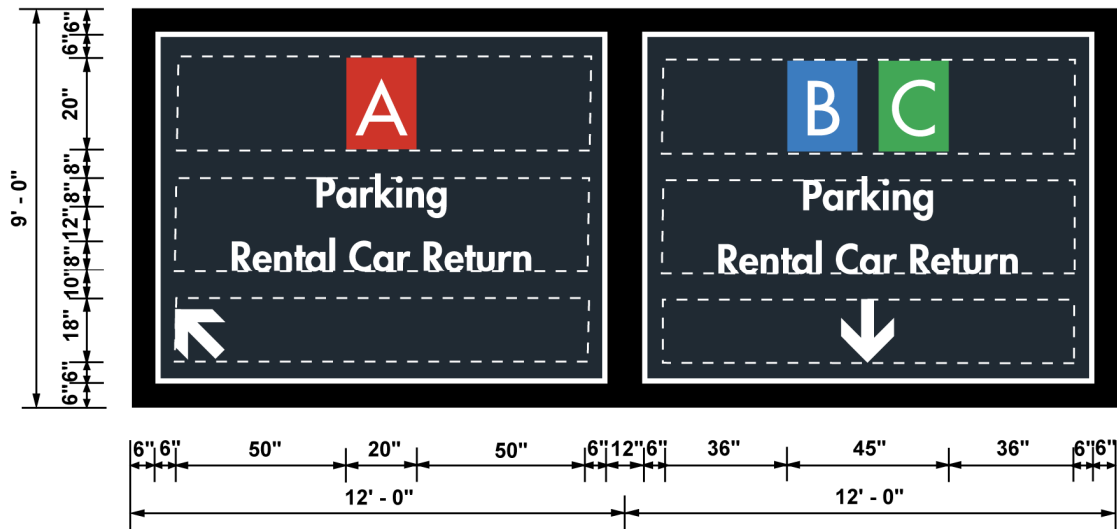 A
Parking
Rental Car Return
B C
Parking
Rental Car Return
9' - 0"
6"
6"
20"
8"
8"
12"
8"
10"
18"
6"
6"
6" 6" 50" 20" 50" 6" 12" 6" 36" 45" 36" 6" 6"
12' - 0" 12' - 0"